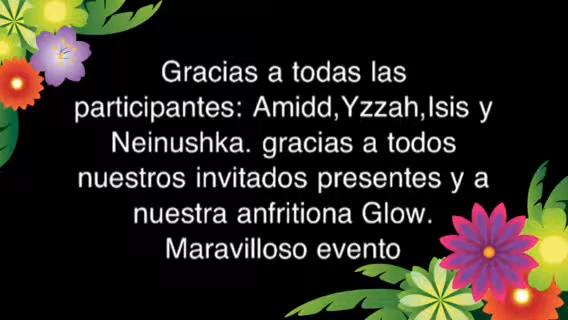 Gracias a todas las
participantes: Amidd,Yzzah,Isis y
Neinushka. gracias a todos
nuestros invitados presentes y a
nuestra anfritiona Glow.
Maravilloso evento